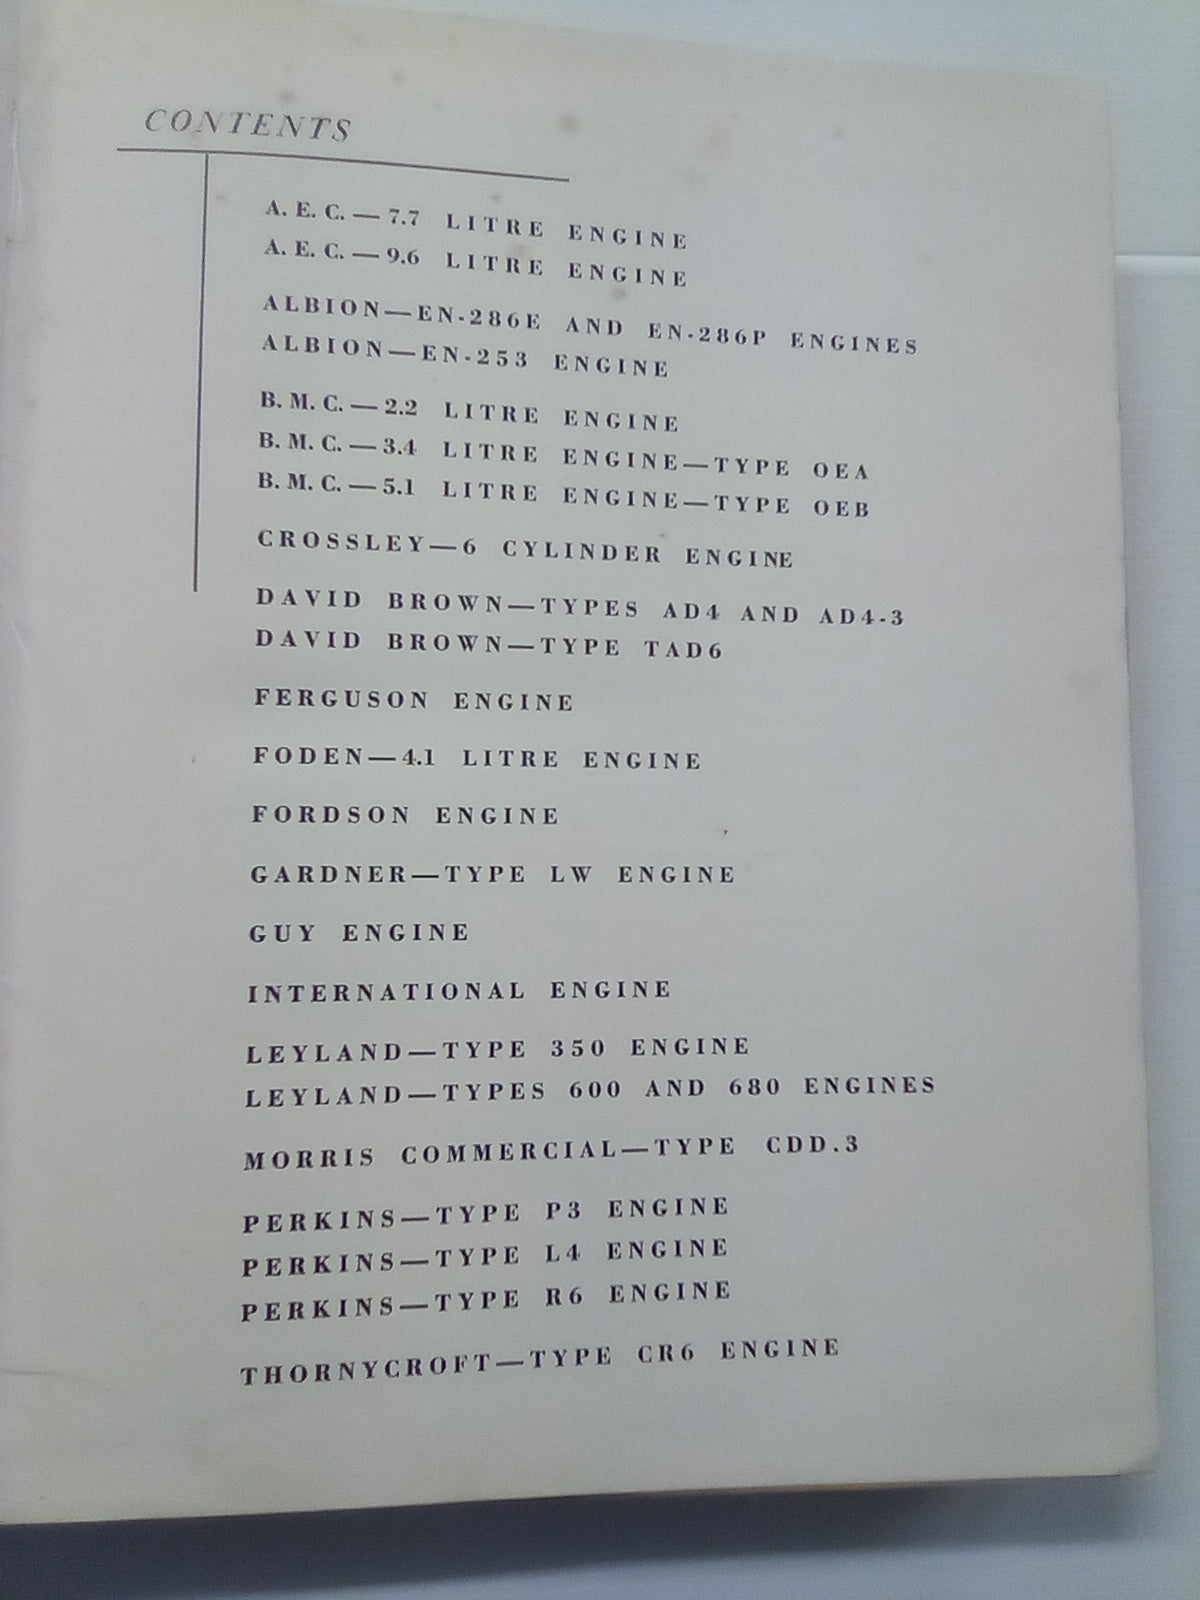 CONTENTS
A. E. C. — 7.7 LITRE ENGINE
A. E. C. — 9.6 LITRE ENGINE
ALBION—EN-286E AND EN-286P ENGINES
ALBION—EN-253 ENGINE
B. M. C. — 2.2 LITRE ENGINE
B. M. C. — 3.4 LITRE ENGINE—TYPE OEA
B. M. C. — 5.1 LITRE ENGINE—TYPE OEB
CROSSLEY—6 CYLINDER ENGINE
DAVID BROWN—TYPES AD4 AND AD4-3
DAVID BROWN—TYPE TAD6
FERGUSON ENGINE
FODEN—4.1 LITRE ENGINE
FORDSON ENGINE
GARDNER—TYPE LW ENGINE
GUY ENGINE
INTERNATIONAL ENGINE
LEYLAND—TYPE 350 ENGINE
LEYLAND—TYPES 600 AND 680 ENGINES
MORRIS COMMERCIAL—TYPE CDD.3
PERKINS—TYPE P3 ENGINE
PERKINS—TYPE L4 ENGINE
PERKINS—TYPE R6 ENGINE
THORNYCROFT—TYPE CR6 ENGINE